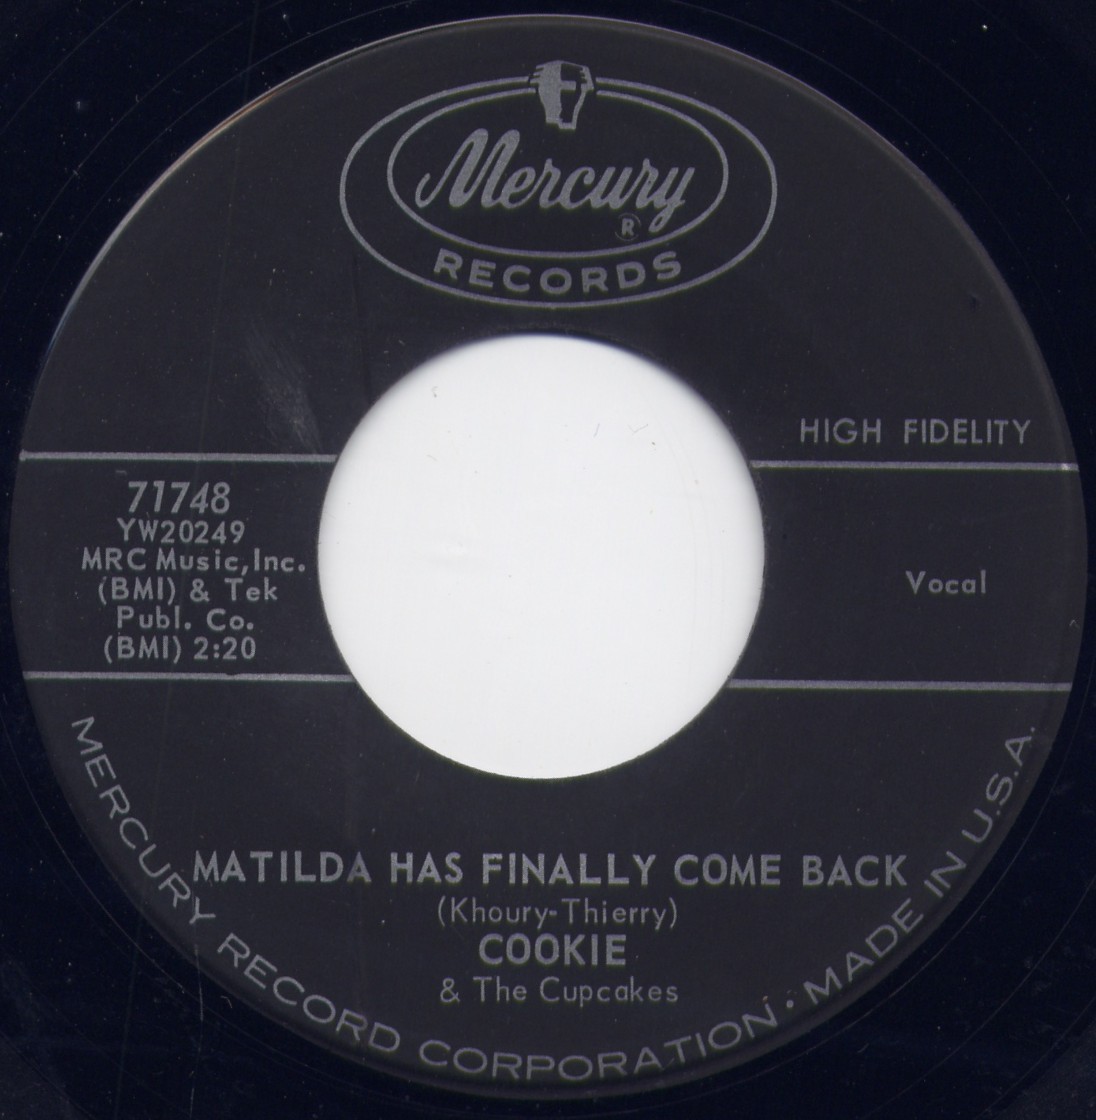 Mercury
®
RECORDS
HIGH FIDELITY
71748
YW20249
MRC Music, Inc.
(BMI) & Tek
Publ. Co.
(BMI) 2:20
Vocal
MATILDA HAS FINALLY COME BACK
(Khoury-Thierry)
COOKIE
& The Cupcakes
MERCURY RECORD CORPORATION • MADE IN U.S.A.